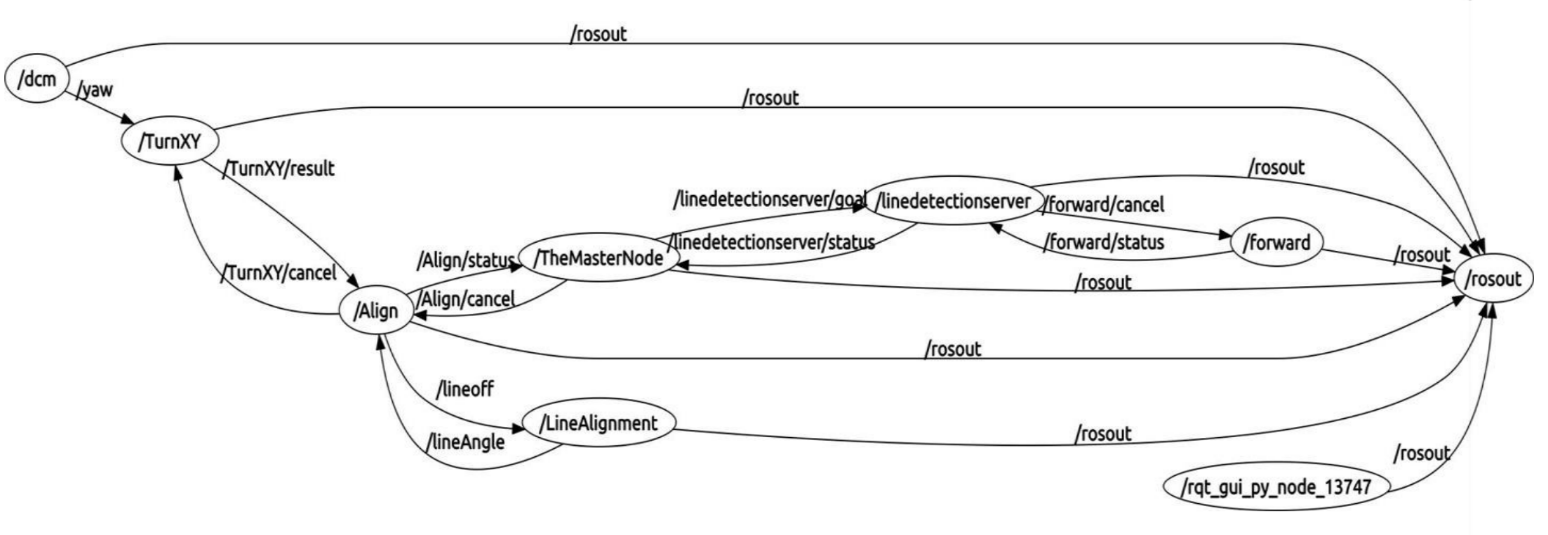 /rosout
/dcm
/yaw
/rosout
/TurnXY
/TurnXY/result
/rosout
/linedetectionserver/goal
/linedetectionserver
/forward/cancel
/linedetectionserver/status
/forward/status
/forward
/Align/status
/TheMasterNode
/rosout
/TurnXY/cancel
/rosout
/rosout
/Align/cancel
/Align
/rosout
/lineoff
/LineAlignment
/lineAngle
/rosout
/rosout
/rqt_gui_py_node_13747